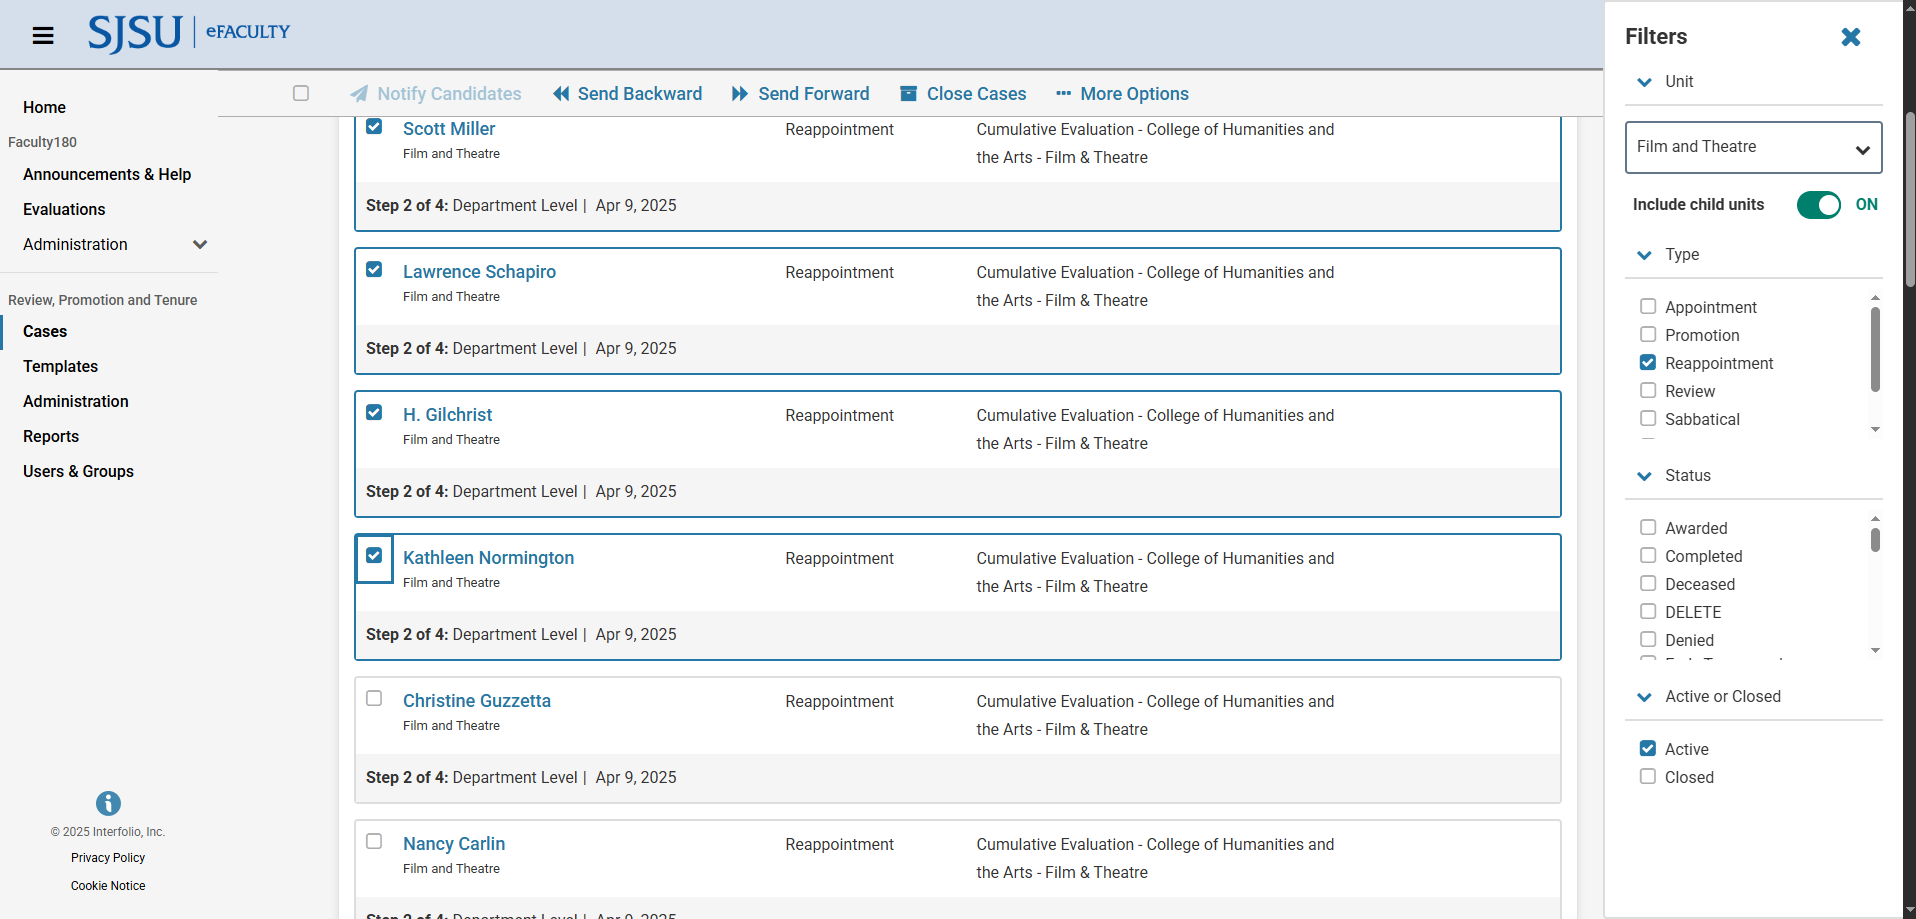 SJSU | eFACULTY
Home
Faculty180
Announcements & Help
Evaluations
Administration
Review, Promotion and Tenure
Cases
Templates
Administration
Reports
Users & Groups
© 2025 Interfolio, Inc.
Privacy Policy
Cookie Notice
Notify Candidates Send Backward Send Forward Close Cases More Options
Scott Miller Reappointment Cumulative Evaluation - College of Humanities and
Film and Theatre the Arts - Film & Theatre
Step 2 of 4: Department Level | Apr 9, 2025
Lawrence Schapiro Reappointment Cumulative Evaluation - College of Humanities and
Film and Theatre the Arts - Film & Theatre
Step 2 of 4: Department Level | Apr 9, 2025
H. Gilchrist Reappointment Cumulative Evaluation - College of Humanities and
Film and Theatre the Arts - Film & Theatre
Step 2 of 4: Department Level | Apr 9, 2025
Kathleen Normington Reappointment Cumulative Evaluation - College of Humanities and
Film and Theatre the Arts - Film & Theatre
Step 2 of 4: Department Level | Apr 9, 2025
Christine Guzzetta Reappointment Cumulative Evaluation - College of Humanities and
Film and Theatre the Arts - Film & Theatre
Step 2 of 4: Department Level | Apr 9, 2025
Nancy Carlin Reappointment Cumulative Evaluation - College of Humanities and
Film and Theatre the Arts - Film & Theatre
Step 2 of 4: Department Level | Apr 9, 2025
Filters
Unit
Film and Theatre
Include child units ON
Type
Appointment
Promotion
Reappointment
Review
Sabbatical
Status
Awarded
Completed
Deceased
DELETE
Denied
Active or Closed
Active
Closed